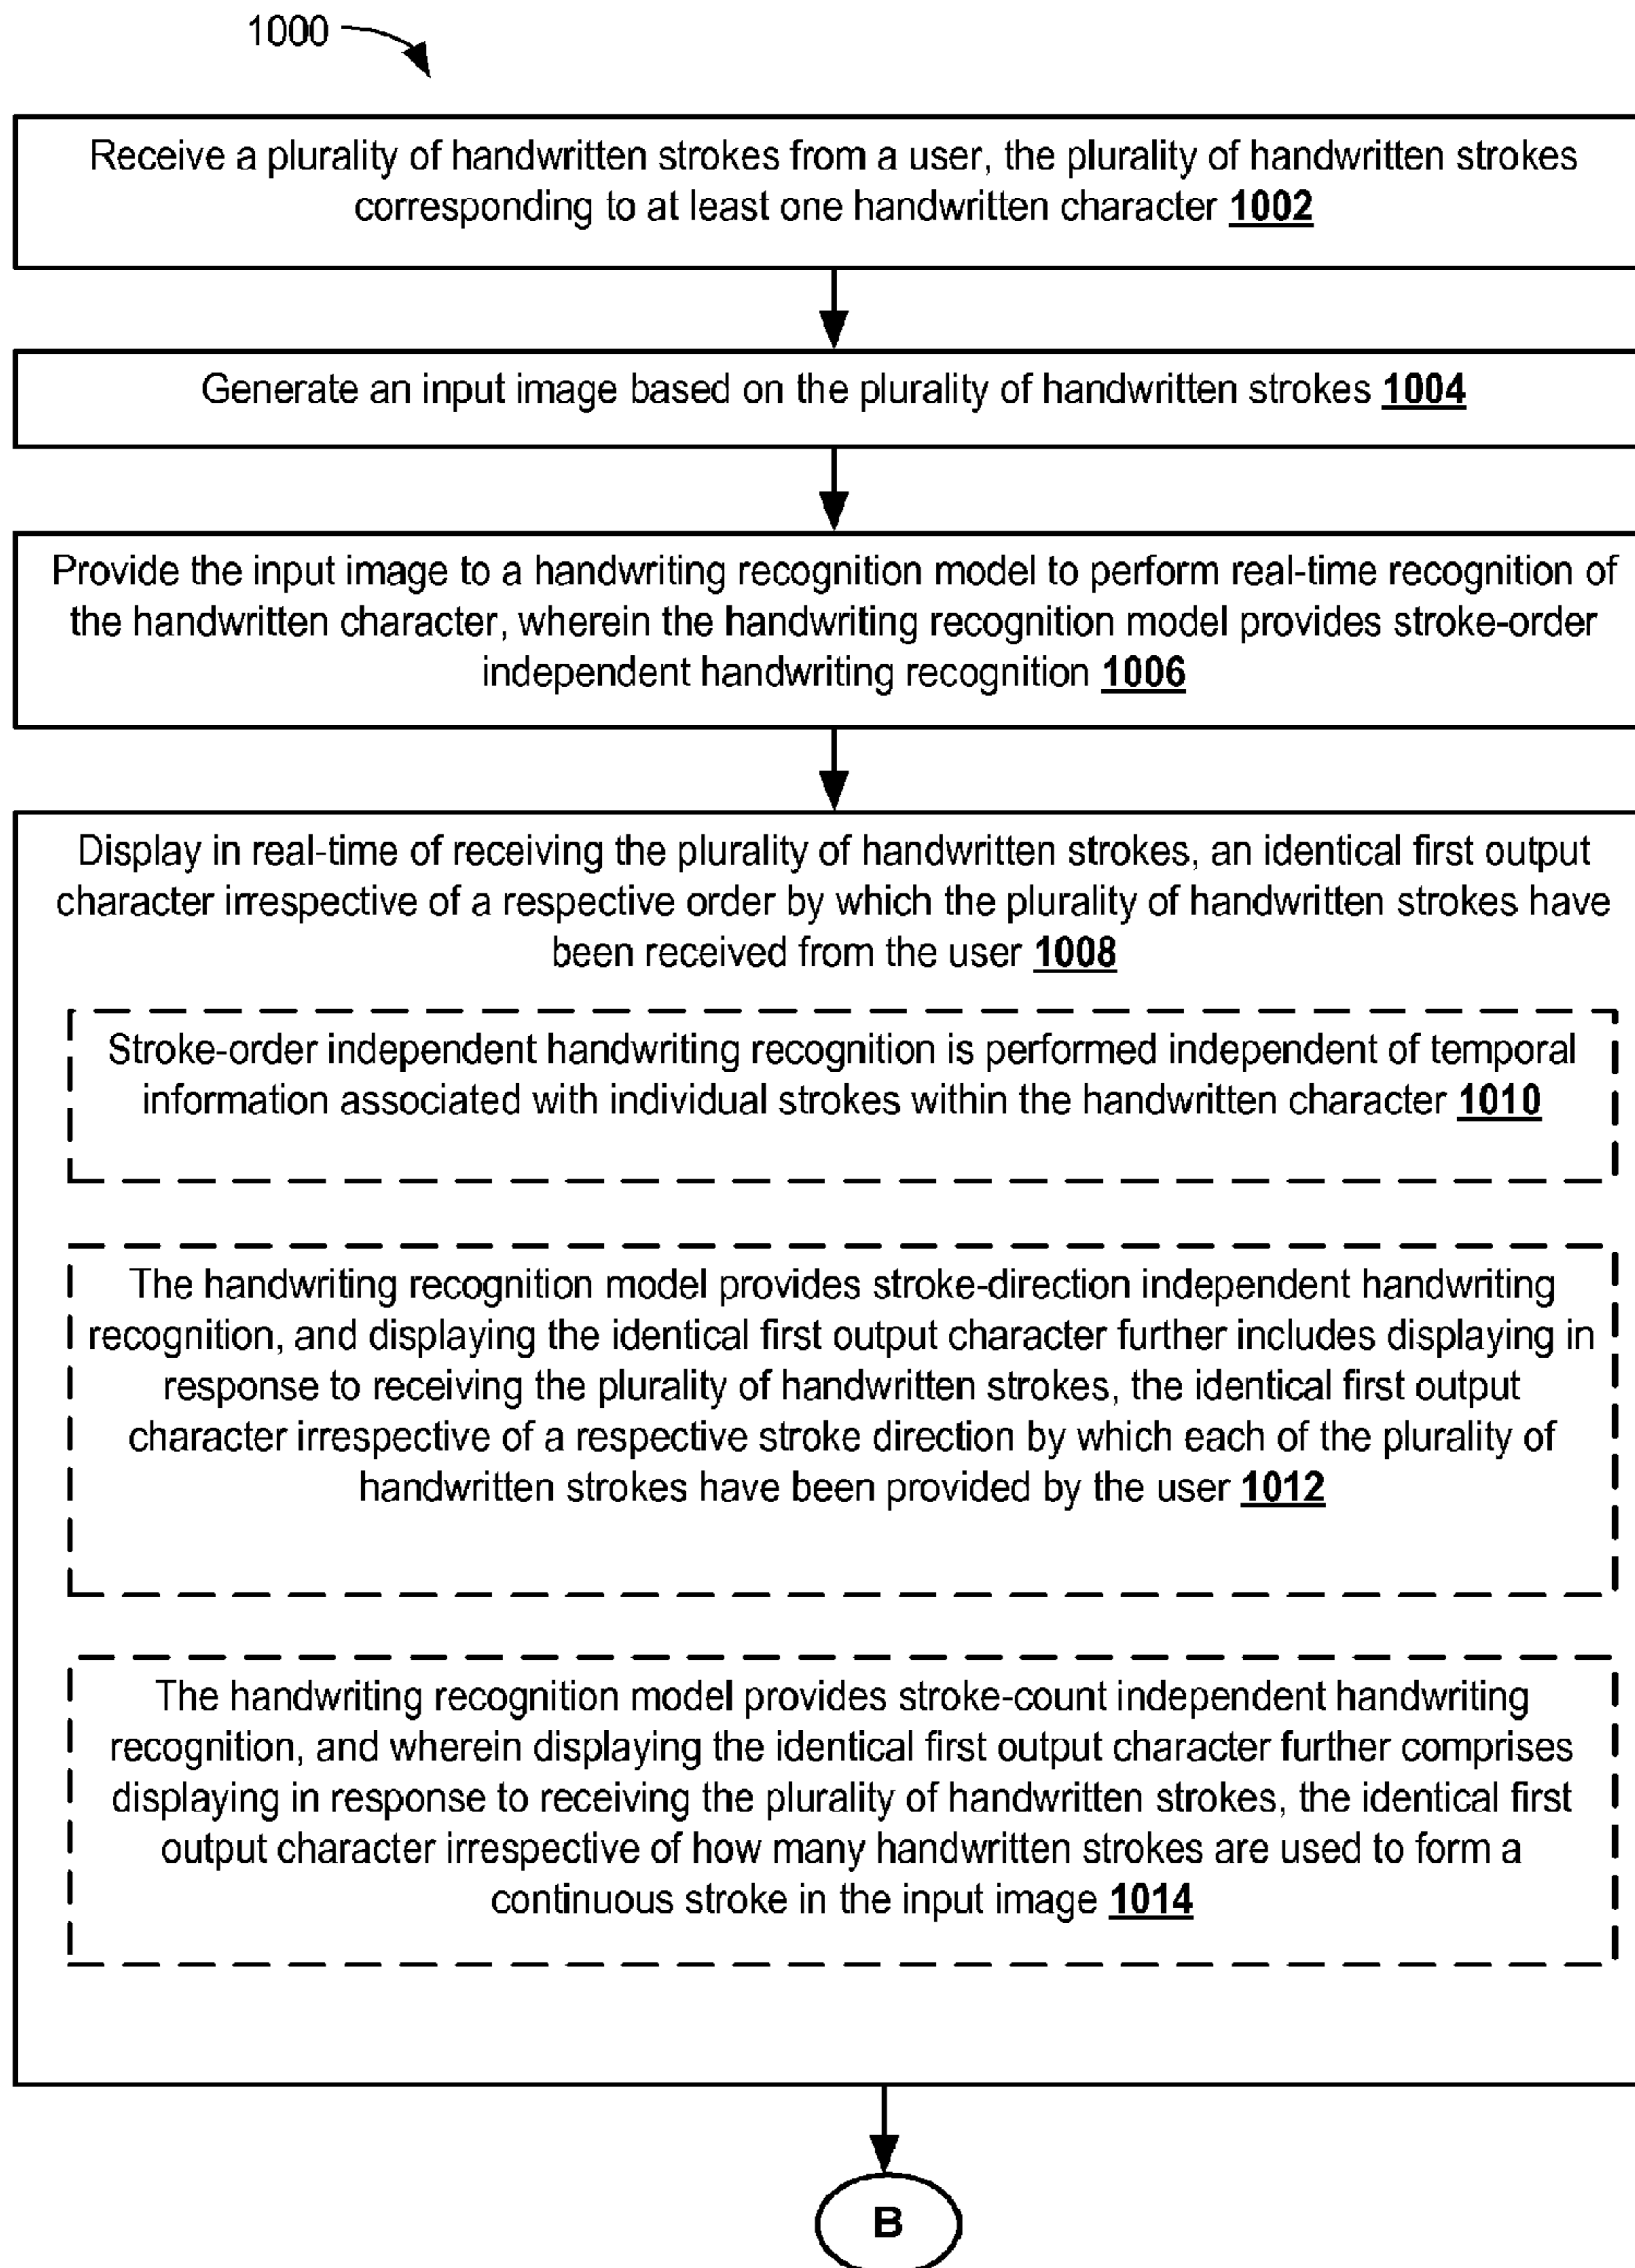 1000
Receive a plurality of handwritten strokes from a user, the plurality of handwritten strokes
corresponding to at least one handwritten character 1002
Generate an input image based on the plurality of handwritten strokes 1004
Provide the input image to a handwriting recognition model to perform real-time recognition of
the handwritten character, wherein the handwriting recognition model provides stroke-order
independent handwriting recognition 1006
Display in real-time of receiving the plurality of handwritten strokes, an identical first output
character irrespective of a respective order by which the plurality of handwritten strokes have
been received from the user 1008
Stroke-order independent handwriting recognition is performed independent of temporal
information associated with individual strokes within the handwritten character 1010
The handwriting recognition model provides stroke-direction independent handwriting
recognition, and displaying the identical first output character further includes displaying in
response to receiving the plurality of handwritten strokes, the identical first output
character irrespective of a respective stroke direction by which each of the plurality of
handwritten strokes have been provided by the user 1012
The handwriting recognition model provides stroke-count independent handwriting
recognition, and wherein displaying the identical first output character further comprises
displaying in response to receiving the plurality of handwritten strokes, the identical first
output character irrespective of how many handwritten strokes are used to form a
continuous stroke in the input image 1014
B